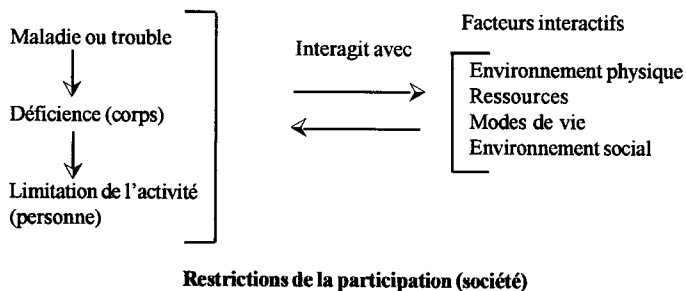 Maladie ou trouble
Déficience (corps)
Limitation de l'activité
(personne)
Interagit avec
Facteurs interactifs
Environnement physique
Ressources
Modes de vie
Environnement social
Restrictions de la participation (société)